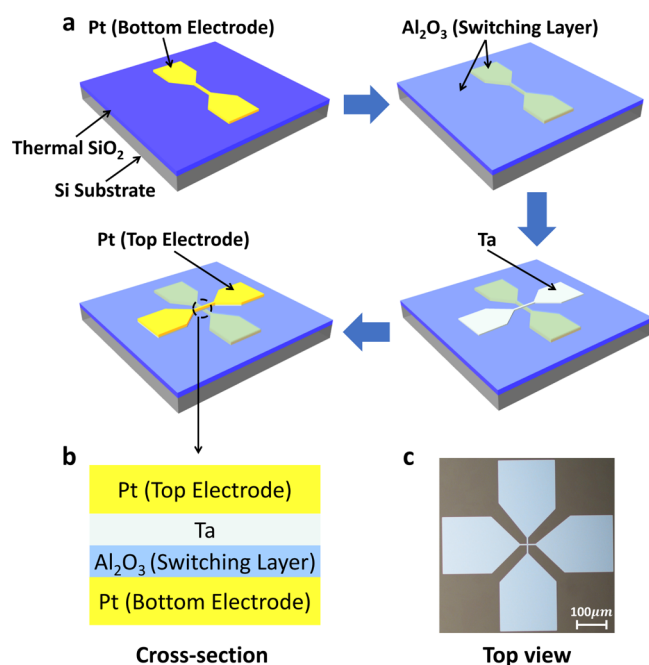 a
Pt (Bottom Electrode)
Al₂O₃ (Switching Layer)
Thermal SiO₂
Si Substrate
Pt (Top Electrode)
Ta
b
Pt (Top Electrode)
Ta
Al₂O₃ (Switching Layer)
Pt (Bottom Electrode)
Cross-section
c
100μm
Top view